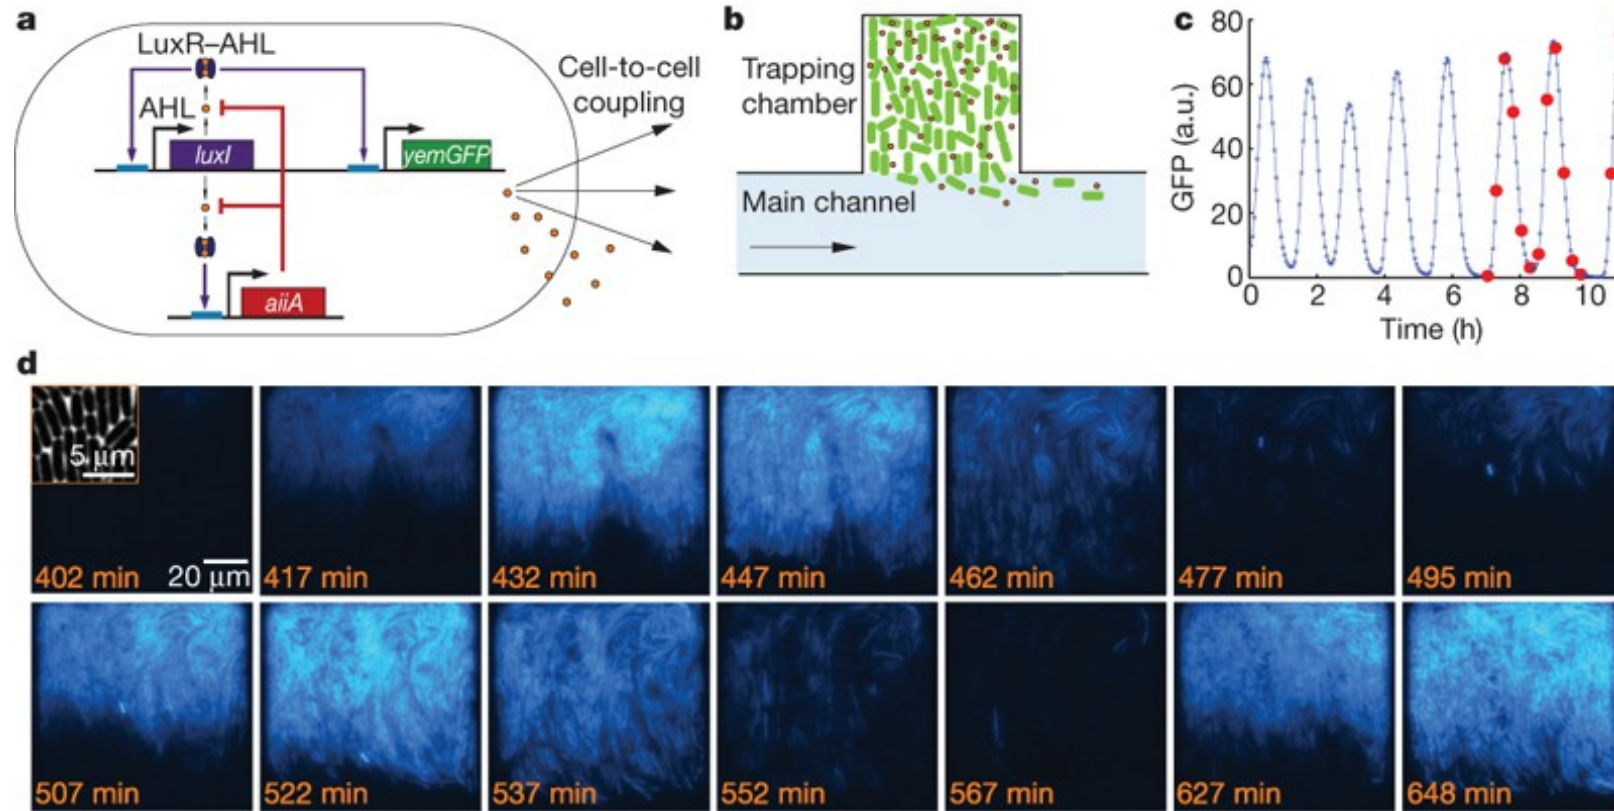 a
LuxR–AHL
AHL
luxI
yemGFP
aiiA
Cell-to-cell
coupling
b
Trapping
chamber
Main channel
c
GFP (a.u.)
80
60
40
20
0
0 2 4 6 8 10
Time (h)
d
5 μm
402 min
20 μm
417 min
432 min
447 min
462 min
477 min
495 min
507 min
522 min
537 min
552 min
567 min
627 min
648 min